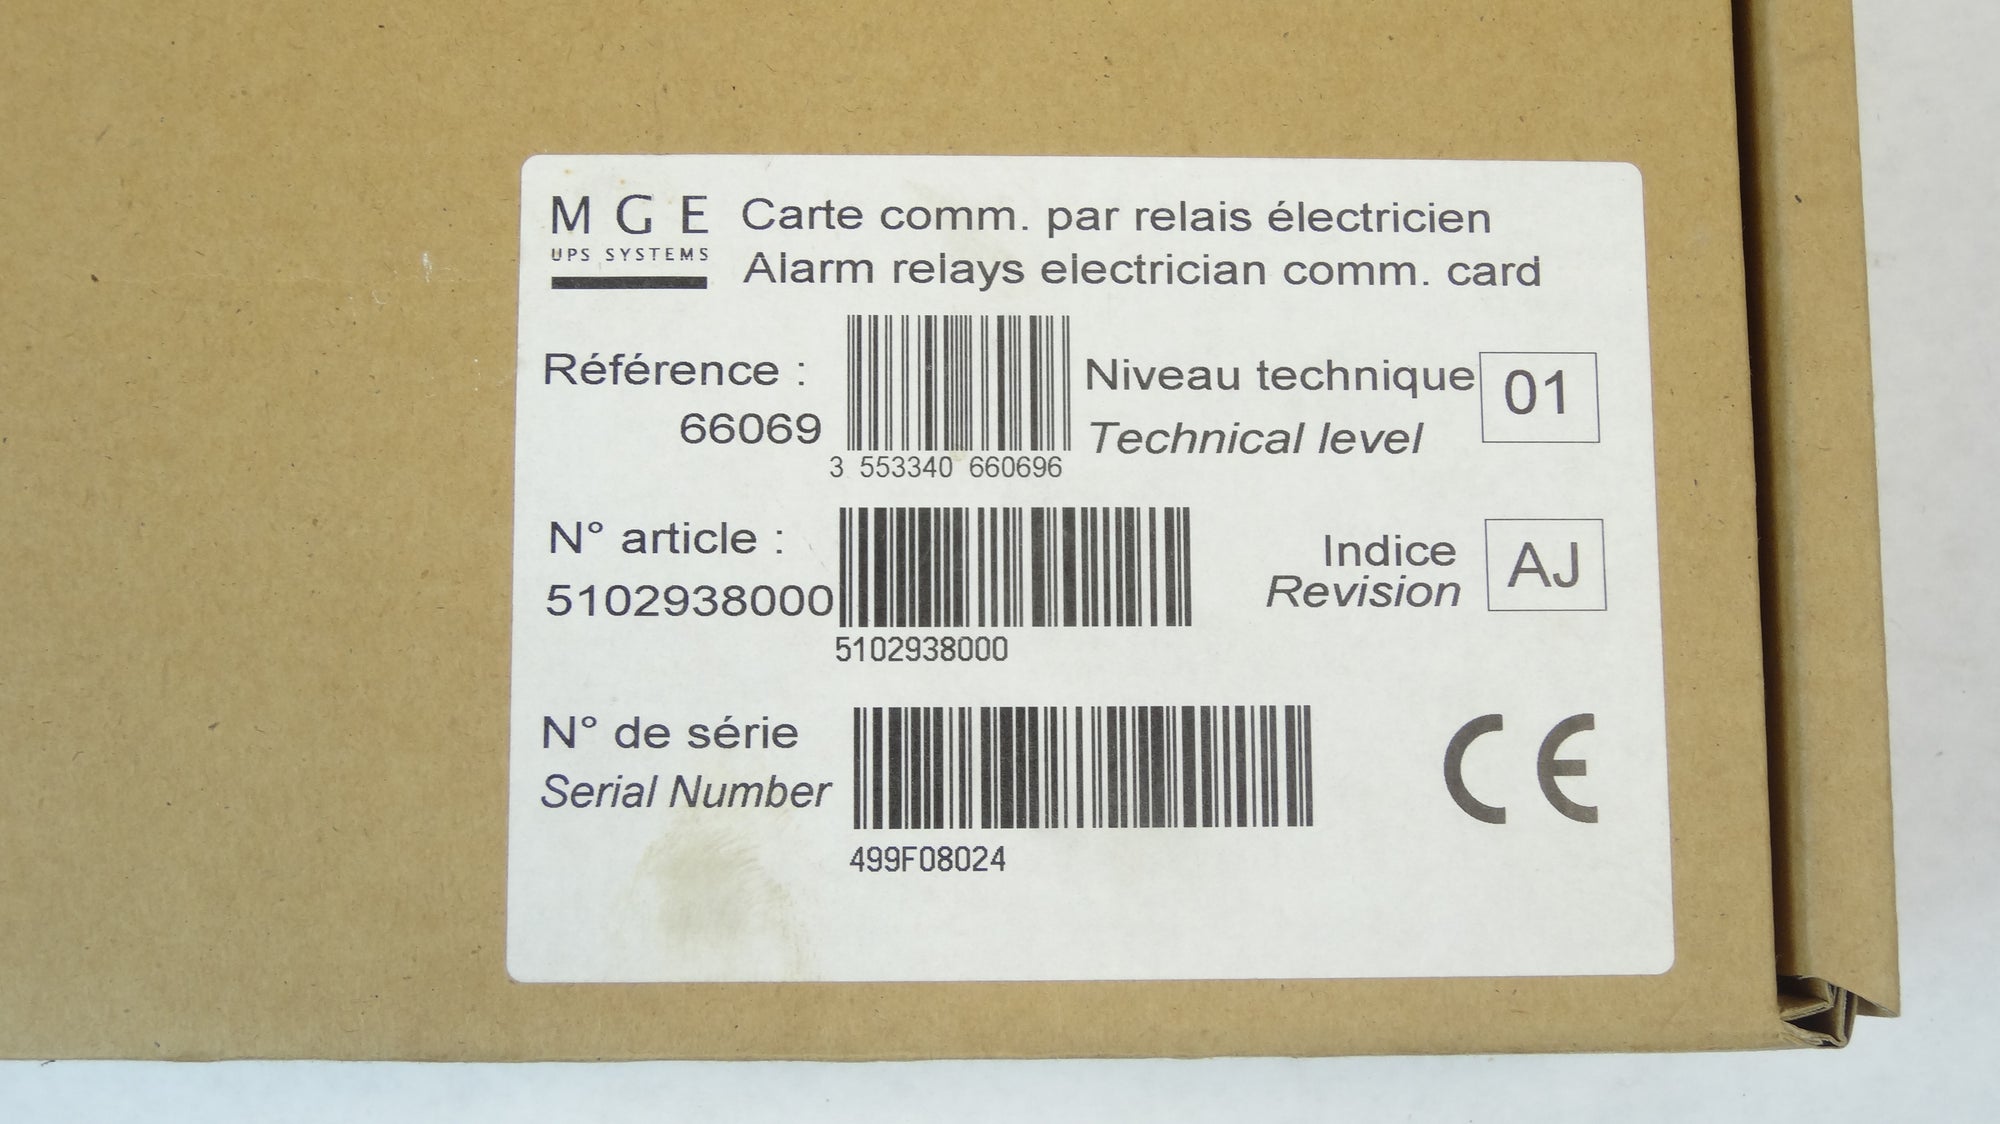 MGE
UPS SYSTEMS
Carte comm. par relais électricien
Alarm relays electrician comm. card
Référence :
66069
3 553340 660696
Niveau technique
Technical level
01
N° article :
5102938000
5102938000
Indice
Revision
AJ
N° de série
Serial Number
499F08024
CE